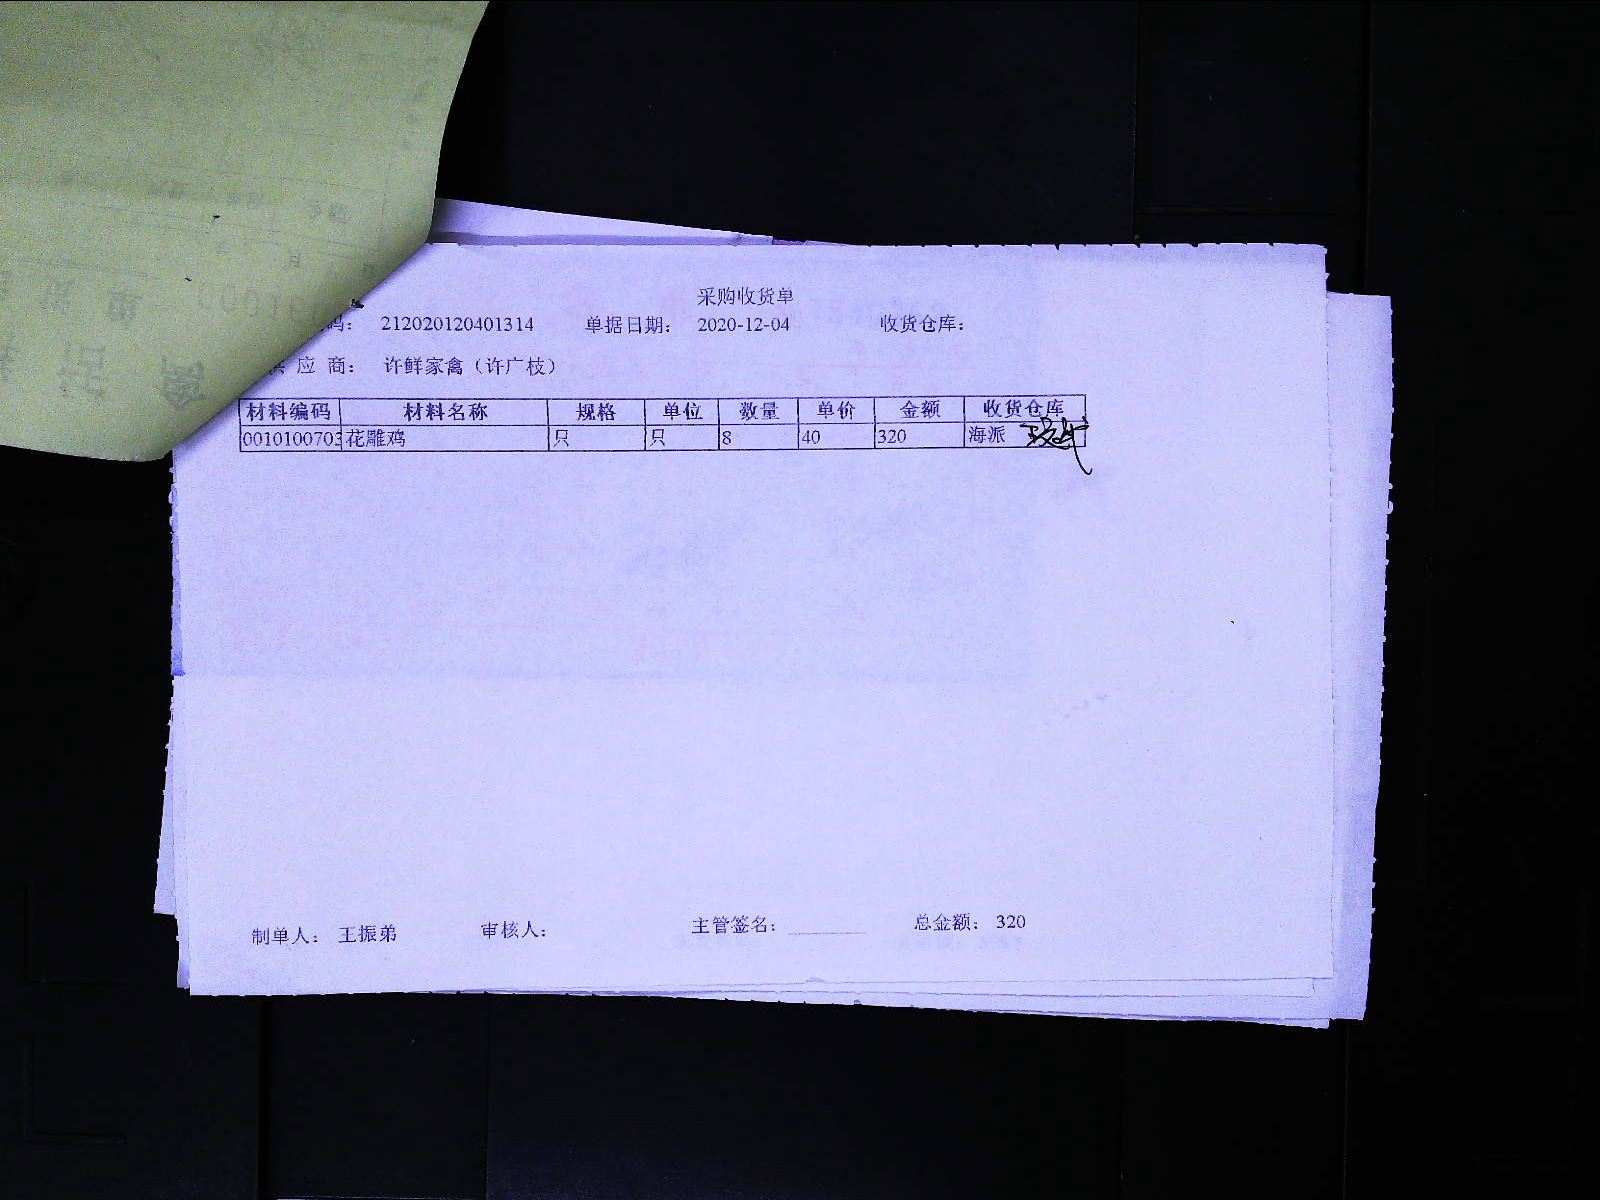 采购收货单
码： 212020120401314 单据日期： 2020-12-04 收货仓库：
供 应 商： 许鲜家禽（许广枝）
材料编码 材料名称 规格 单位 数量 单价 金额 收货仓库
0010100703 花雕鸡 只 只 8 40 320 海派
制单人： 王振弟 审核人： 主管签名： 总金额： 320